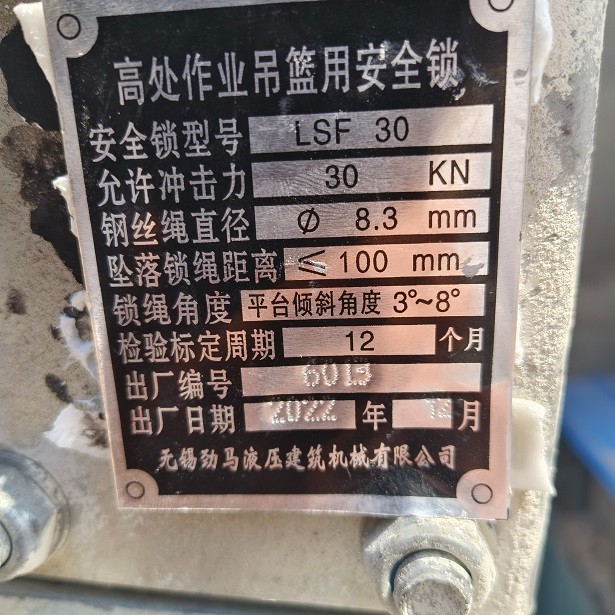 高处作业吊篮用安全锁
安全锁型号 LSF 30
允许冲击力 30 KN
钢丝绳直径 Ø 8.3 mm
坠落锁绳距离 ≤ 100 mm
锁绳角度 平台倾斜角度 3°~8°
检验标定周期 12 个月
出厂编号
出厂日期 2022 年 12 月
无锡劲马液压建筑机械有限公司